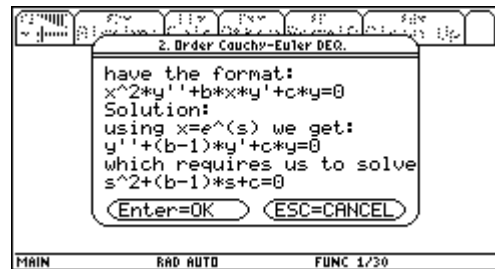 2. Order Cauchy-Euler DEQ.
have the format:
x^2*y''+b*x*y'+c*y=0
Solution:
using x=e^(s) we get:
y''+(b-1)*y'+c*y=0
which requires us to solve
s^2+(b-1)*s+c=0
Enter=OK ESC=CANCEL
MAIN RAD AUTO FUNC 1/30